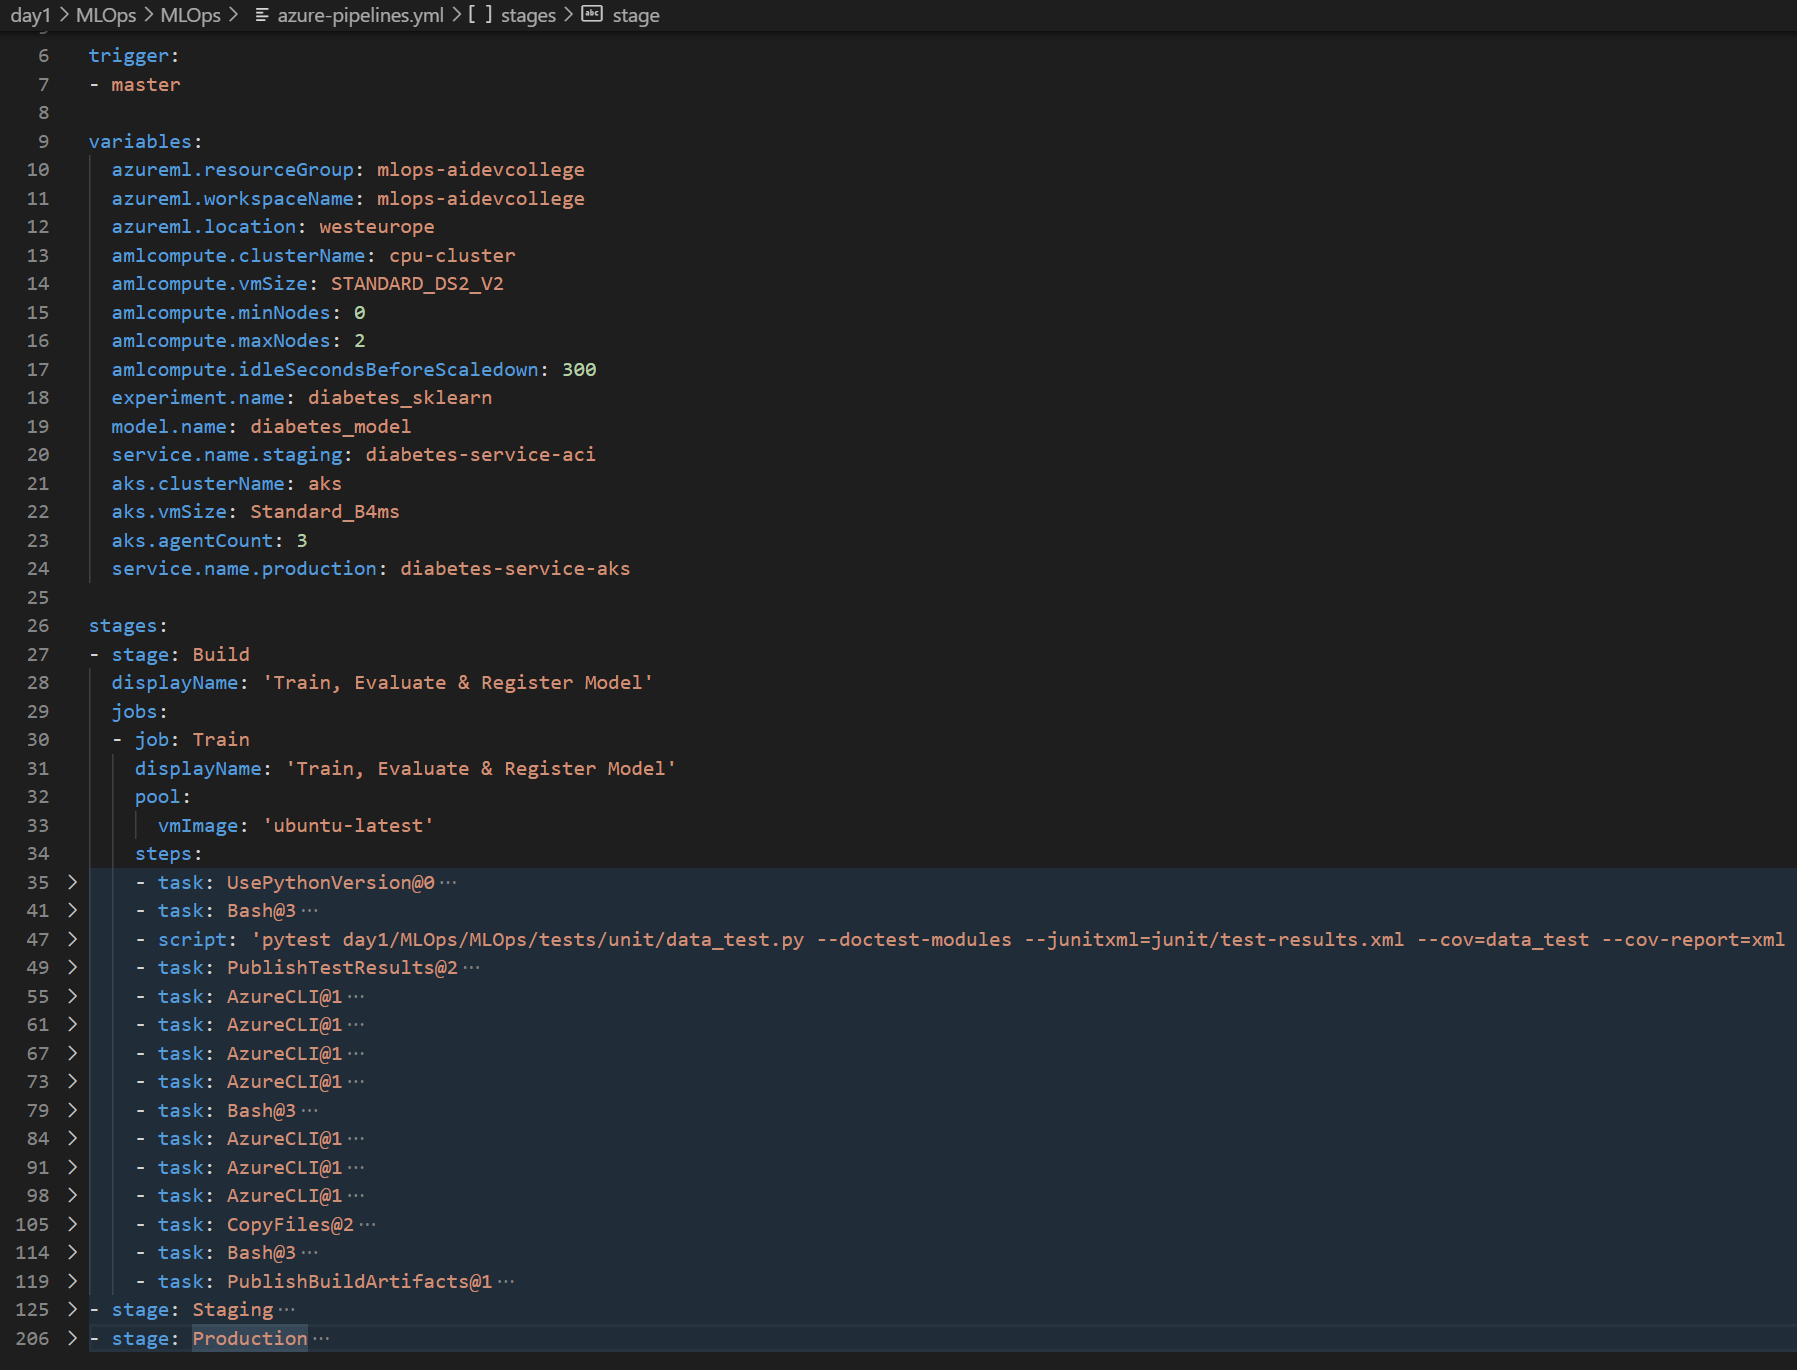 day1 > MLOps > MLOps > azure-pipelines.yml > [ ] stages > abc stage
6 trigger:
7 - master
8
9 variables:
10 azureml.resourceGroup: mlops-aidevcollege
11 azureml.workspaceName: mlops-aidevcollege
12 azureml.location: westeurope
13 amlcompute.clusterName: cpu-cluster
14 amlcompute.vmSize: STANDARD_DS2_V2
15 amlcompute.minNodes: 0
16 amlcompute.maxNodes: 2
17 amlcompute.idleSecondsBeforeScaledown: 300
18 experiment.name: diabetes_sklearn
19 model.name: diabetes_model
20 service.name.staging: diabetes-service-aci
21 aks.clusterName: aks
22 aks.vmSize: Standard_B4ms
23 aks.agentCount: 3
24 service.name.production: diabetes-service-aks
25
26 stages:
27 - stage: Build
28 displayName: 'Train, Evaluate & Register Model'
29 jobs:
30 - job: Train
31 displayName: 'Train, Evaluate & Register Model'
32 pool:
33 vmImage: 'ubuntu-latest'
34 steps:
35 > - task: UsePythonVersion@0···
41 > - task: Bash@3···
47 > - script: 'pytest day1/MLOps/MLOps/tests/unit/data_test.py --doctest-modules --junitxml=junit/test-results.xml --cov=data_test --cov-report=xml
49 > - task: PublishTestResults@2···
55 > - task: AzureCLI@1···
61 > - task: AzureCLI@1···
67 > - task: AzureCLI@1···
73 > - task: AzureCLI@1···
79 > - task: Bash@3···
84 > - task: AzureCLI@1···
91 > - task: AzureCLI@1···
98 > - task: AzureCLI@1···
105 > - task: CopyFiles@2···
114 > - task: Bash@3···
119 > - task: PublishBuildArtifacts@1···
125 > - stage: Staging···
206 > - stage: Production···